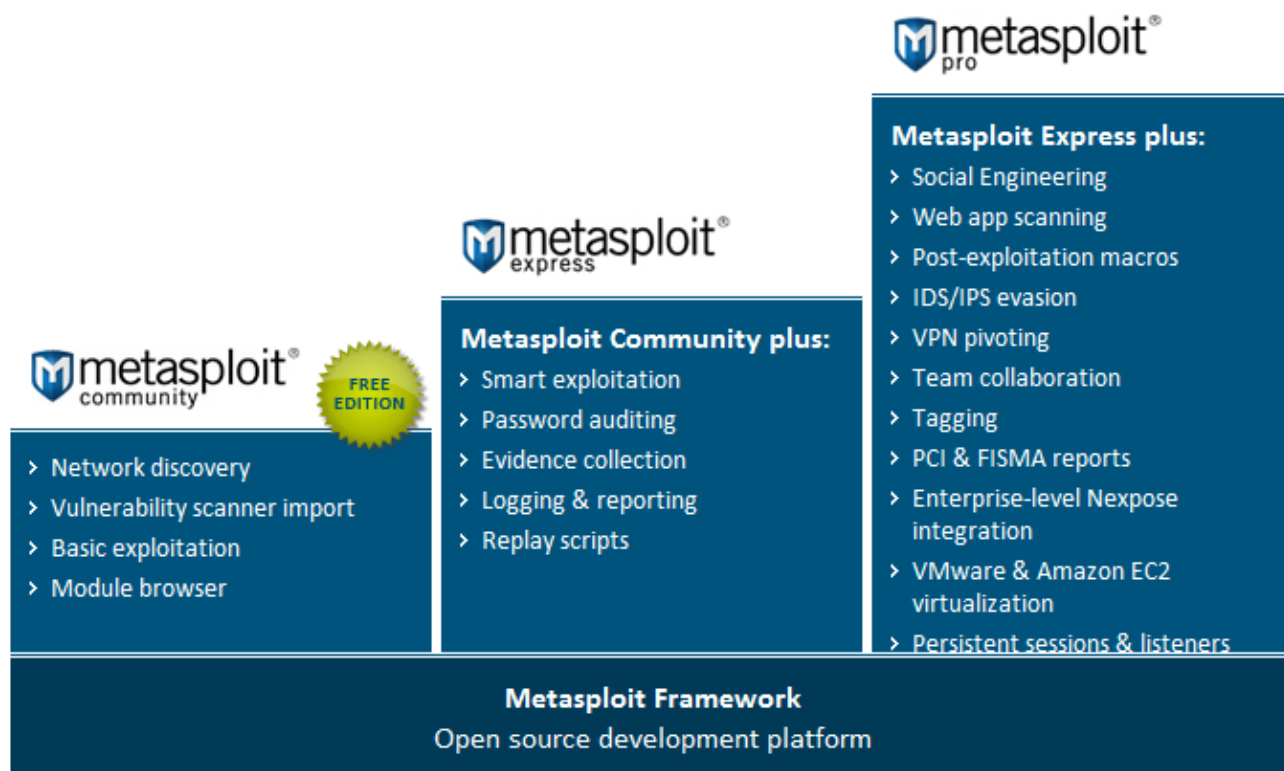 metasploit®
community
FREE
EDITION
> Network discovery
> Vulnerability scanner import
> Basic exploitation
> Module browser
metasploit®
express
Metasploit Community plus:
> Smart exploitation
> Password auditing
> Evidence collection
> Logging & reporting
> Replay scripts
metasploit®
pro
Metasploit Express plus:
> Social Engineering
> Web app scanning
> Post-exploitation macros
> IDS/IPS evasion
> VPN pivoting
> Team collaboration
> Tagging
> PCI & FISMA reports
> Enterprise-level Nexpose
integration
> VMware & Amazon EC2
virtualization
> Persistent sessions & listeners
Metasploit Framework
Open source development platform